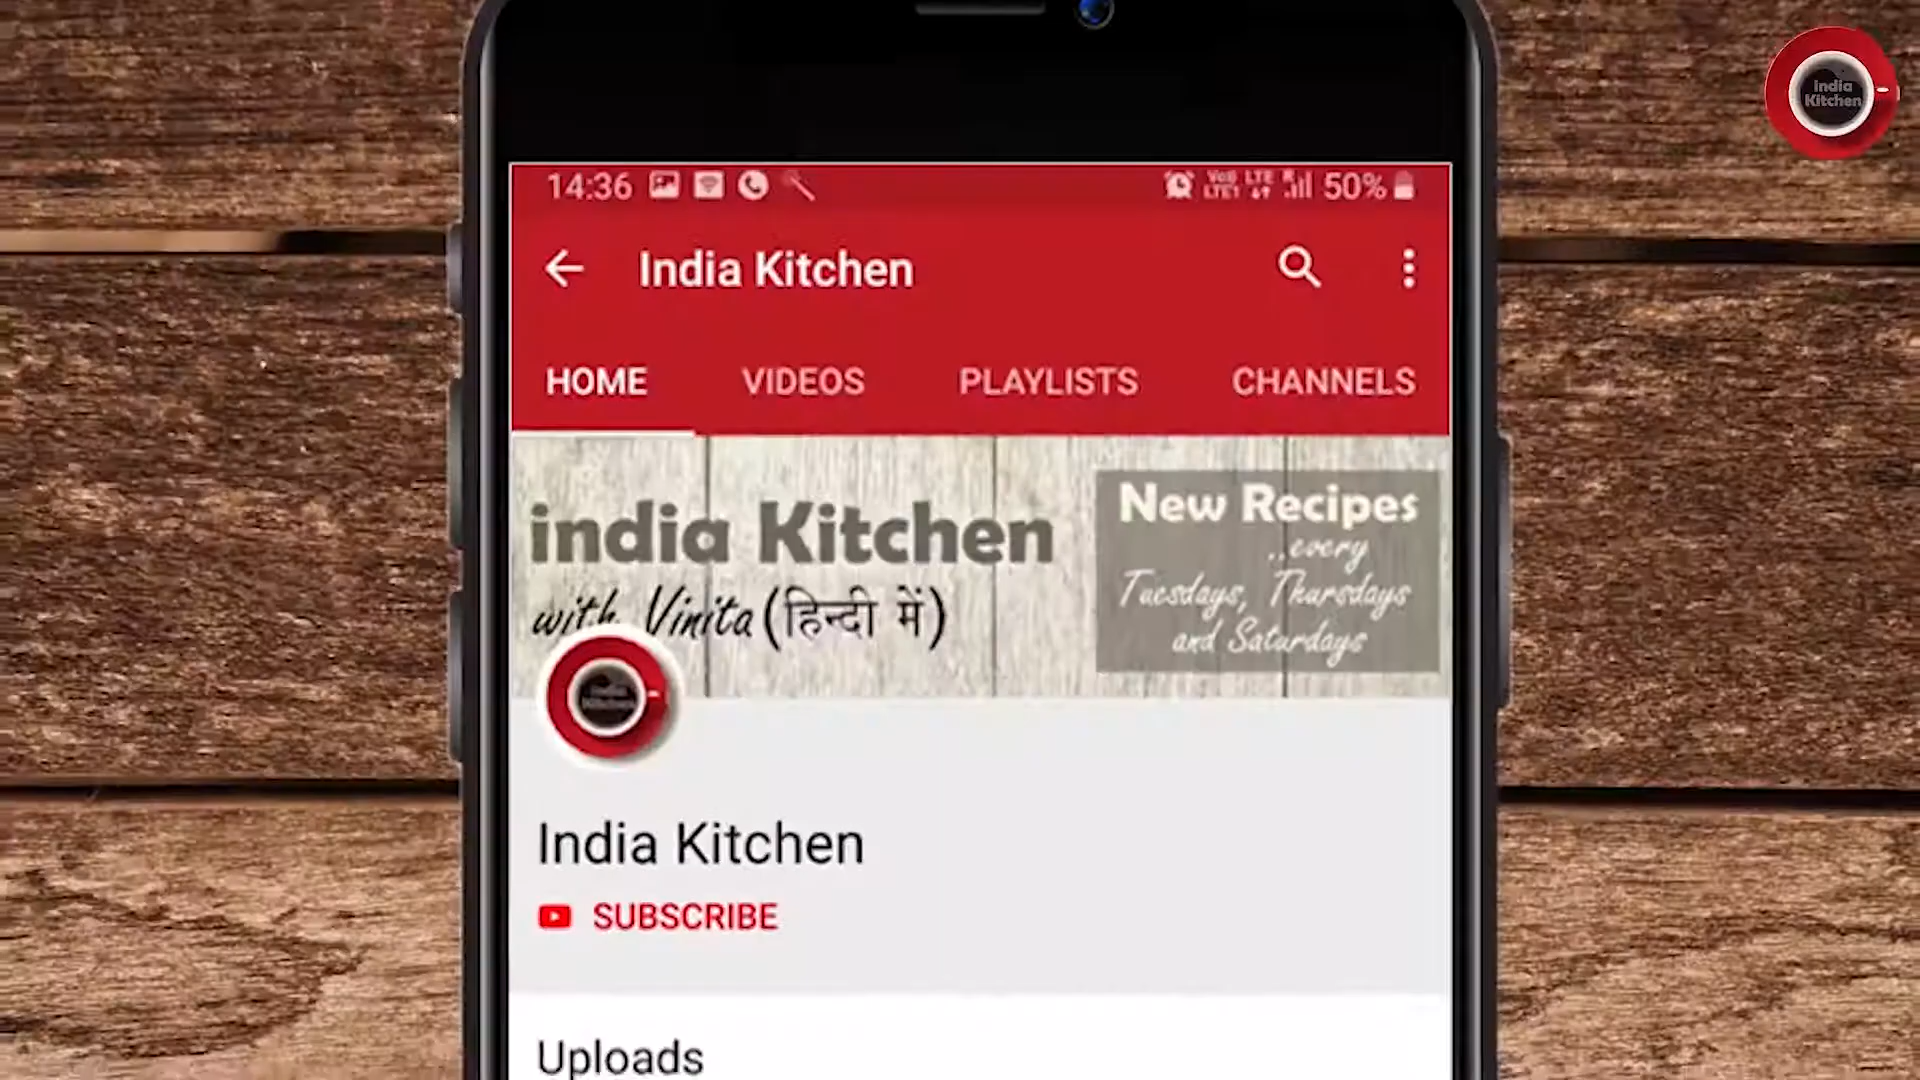 india
Kitchen
14:36
50%
India Kitchen
HOME VIDEOS PLAYLISTS CHANNELS
india Kitchen
with Vinita (हिन्दी में)
New Recipes
..every
Tuesdays, Thursdays
and Saturdays
India Kitchen
SUBSCRIBE
Uploads